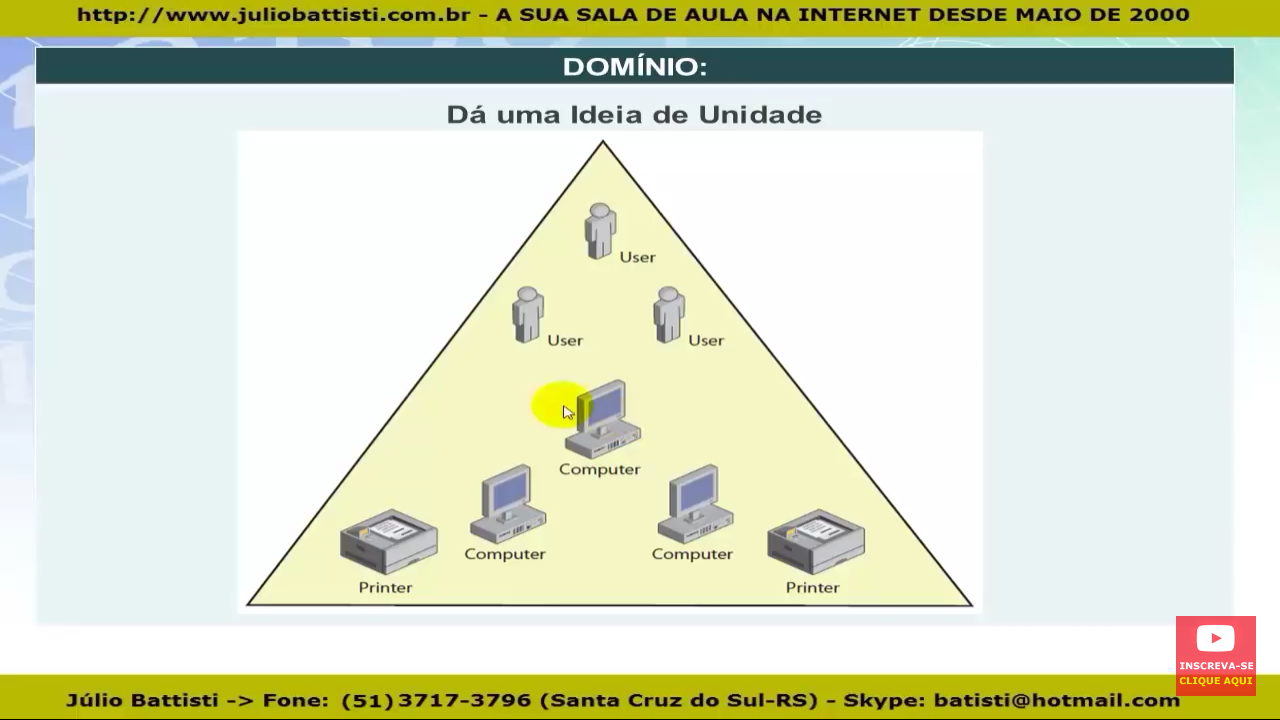 http://www.juliobattisti.com.br - A SUA SALA DE AULA NA INTERNET DESDE MAIO DE 2000
DOMÍNIO:
Dá uma Ideia de Unidade
User
User
User
Computer
Computer
Computer
Printer
Printer
INSCREVA-SE
CLIQUE AQUI
Júlio Battisti -> Fone: (51) 3717-3796 (Santa Cruz do Sul-RS) - Skype: batisti@hotmail.com